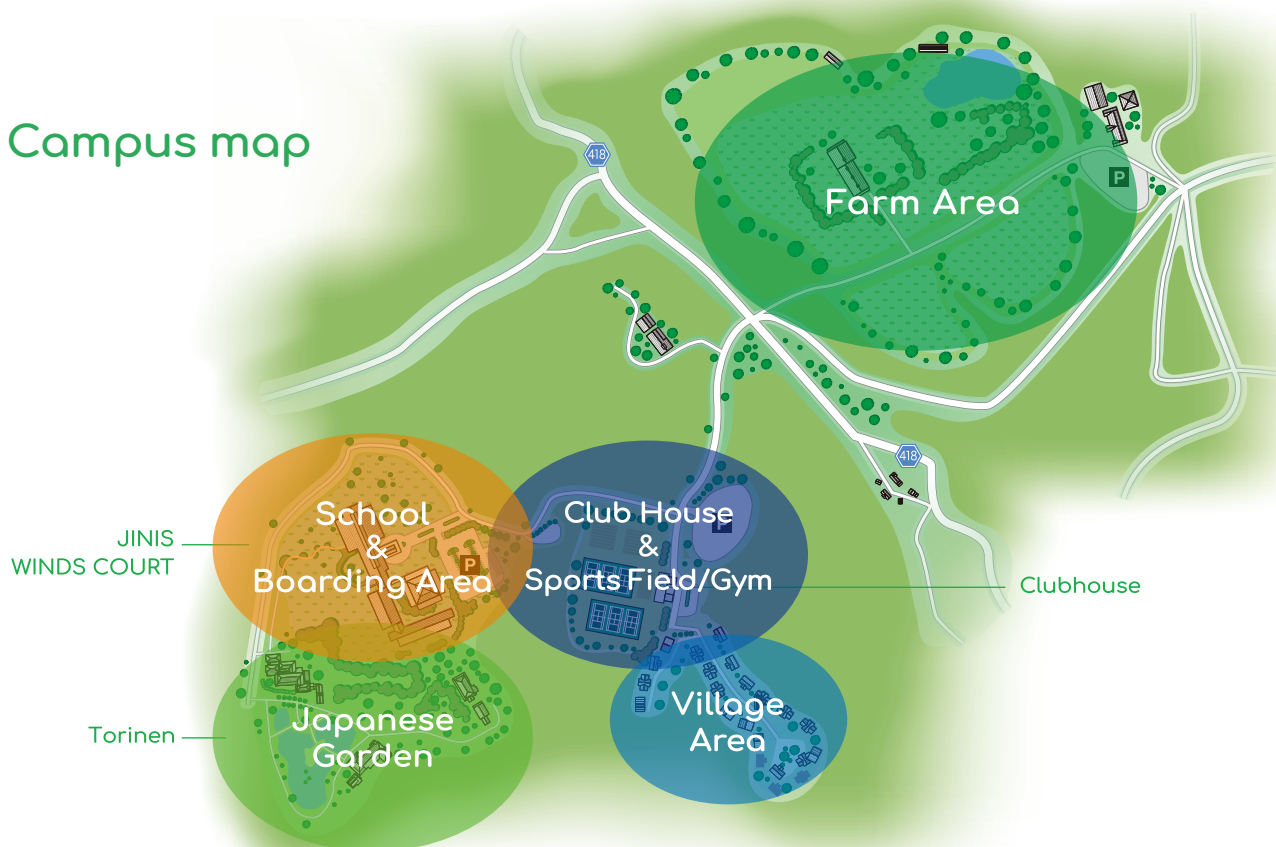 Campus map
418
P
Farm Area
418
School
&
Boarding Area
P
Club House
&
Sports Field/Gym
P
JINIS
WINDS COURT
Clubhouse
Japanese
Garden
Torinen
Village
Area